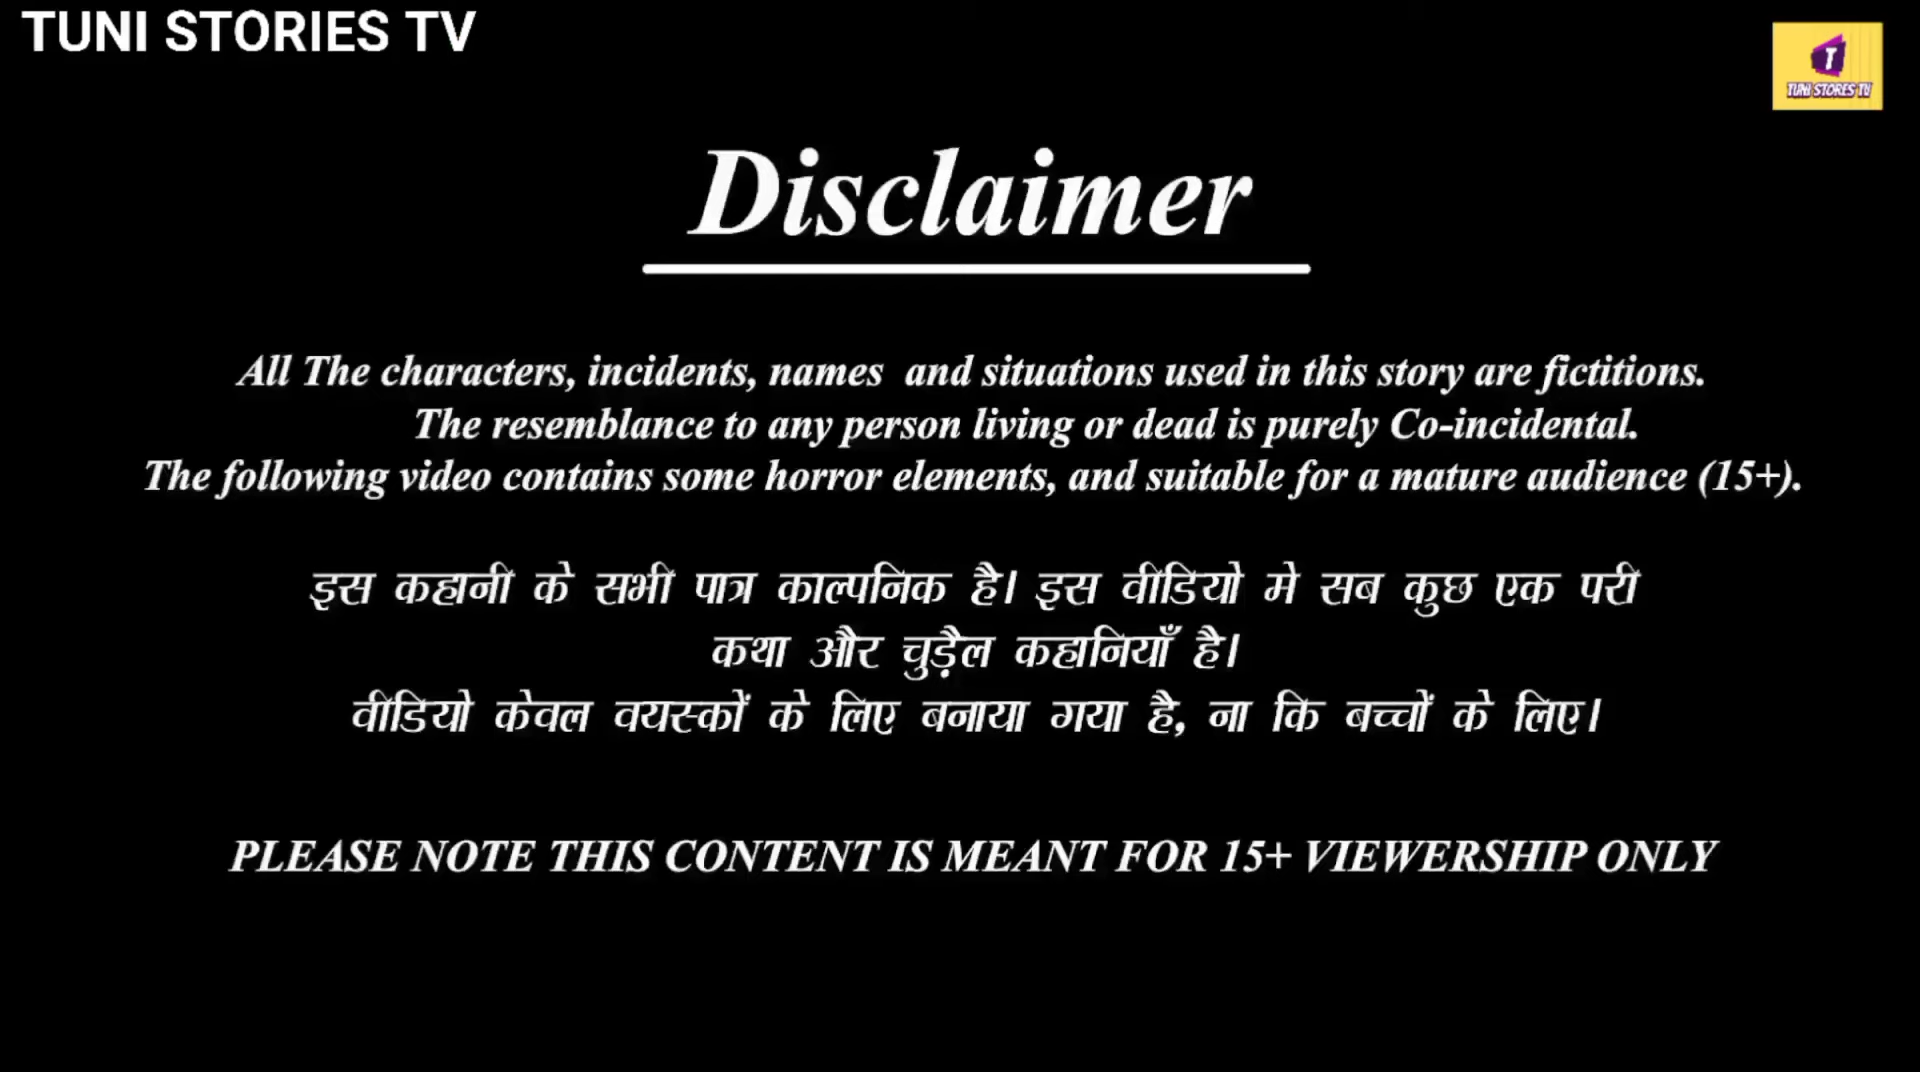 TUNI STORIES TV
T
TUNI STORES TV
Disclaimer
All The characters, incidents, names and situations used in this story are fictitions.
The resemblance to any person living or dead is purely Co-incidental.
The following video contains some horror elements, and suitable for a mature audience (15+).
इस कहानी के सभी पात्र काल्पनिक है। इस वीडियो मे सब कुछ एक परी
कथा और चुड़ैल कहानियाँ है।
वीडियो केवल वयस्कों के लिए बनाया गया है, ना कि बच्चों के लिए।
PLEASE NOTE THIS CONTENT IS MEANT FOR 15+ VIEWERSHIP ONLY